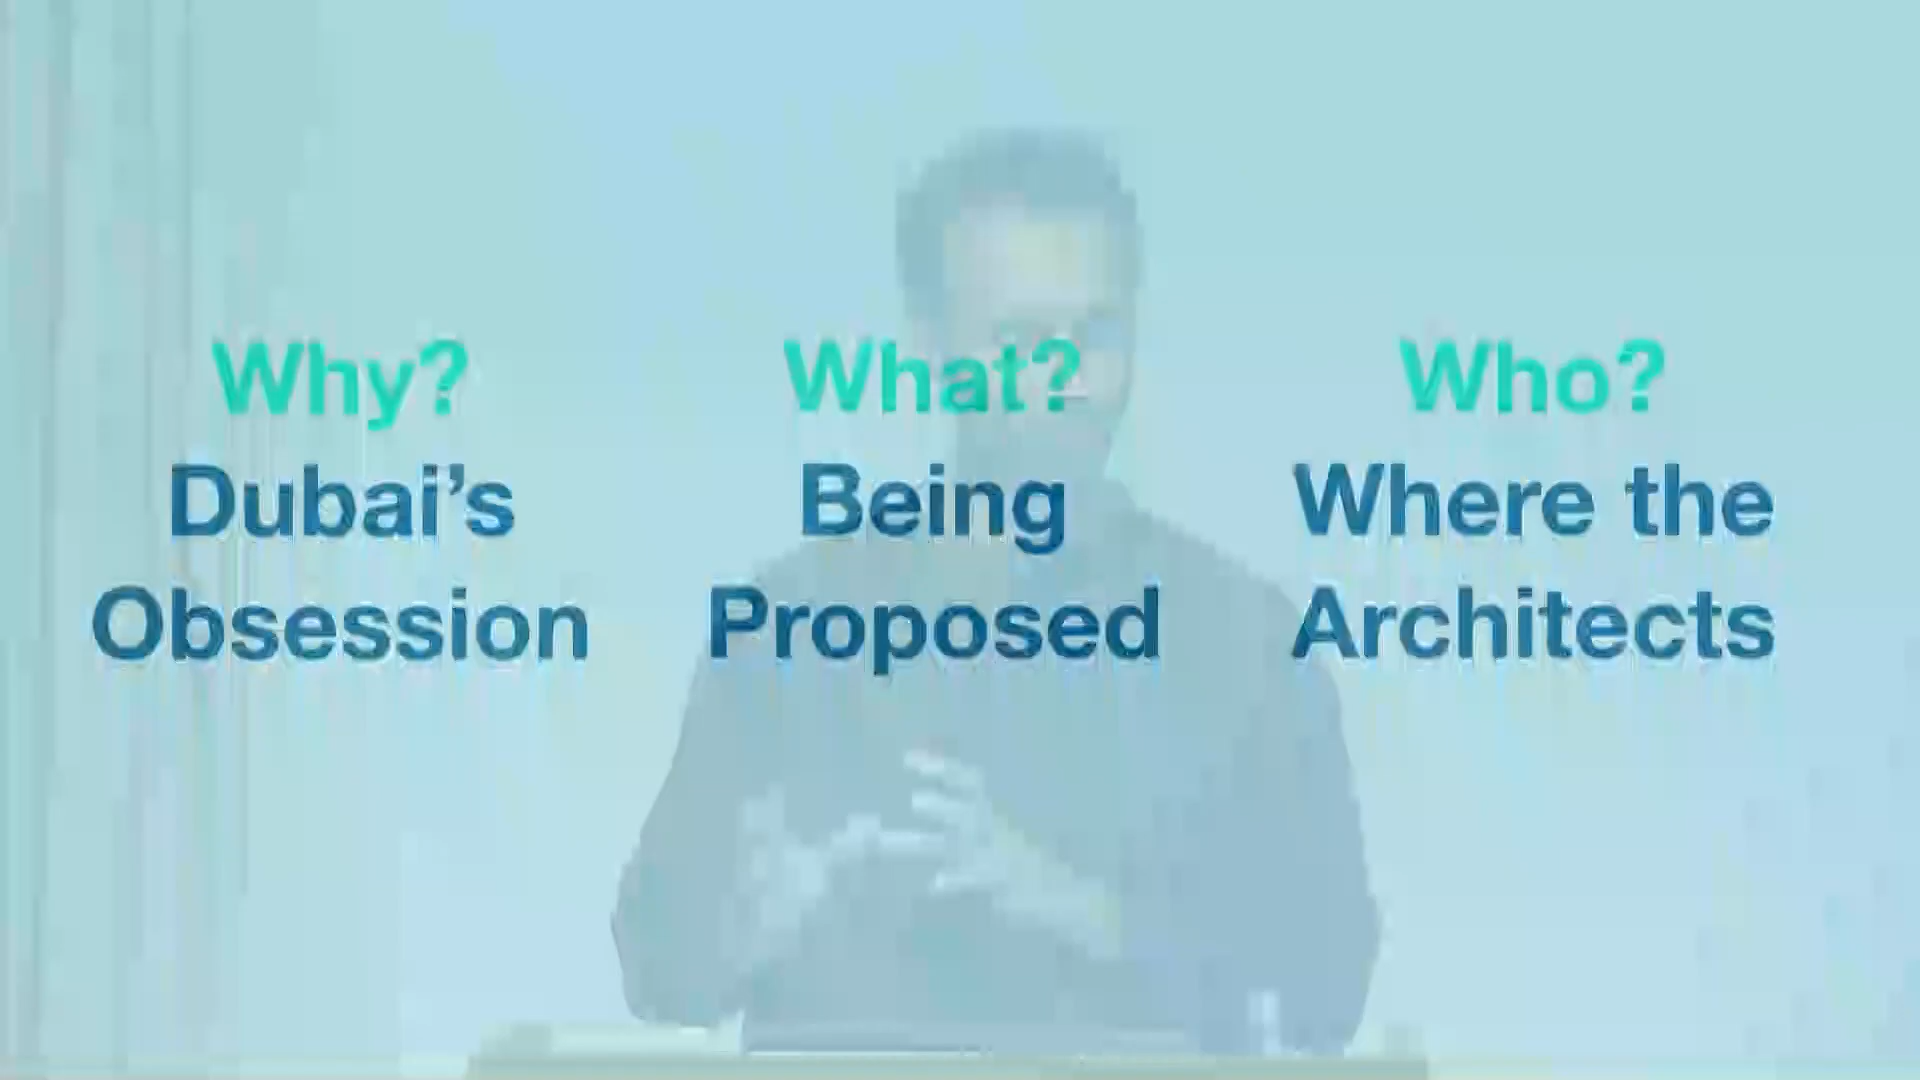 Why?
Dubai's
Obsession
What?
Being
Proposed
Who?
Where the
Architects